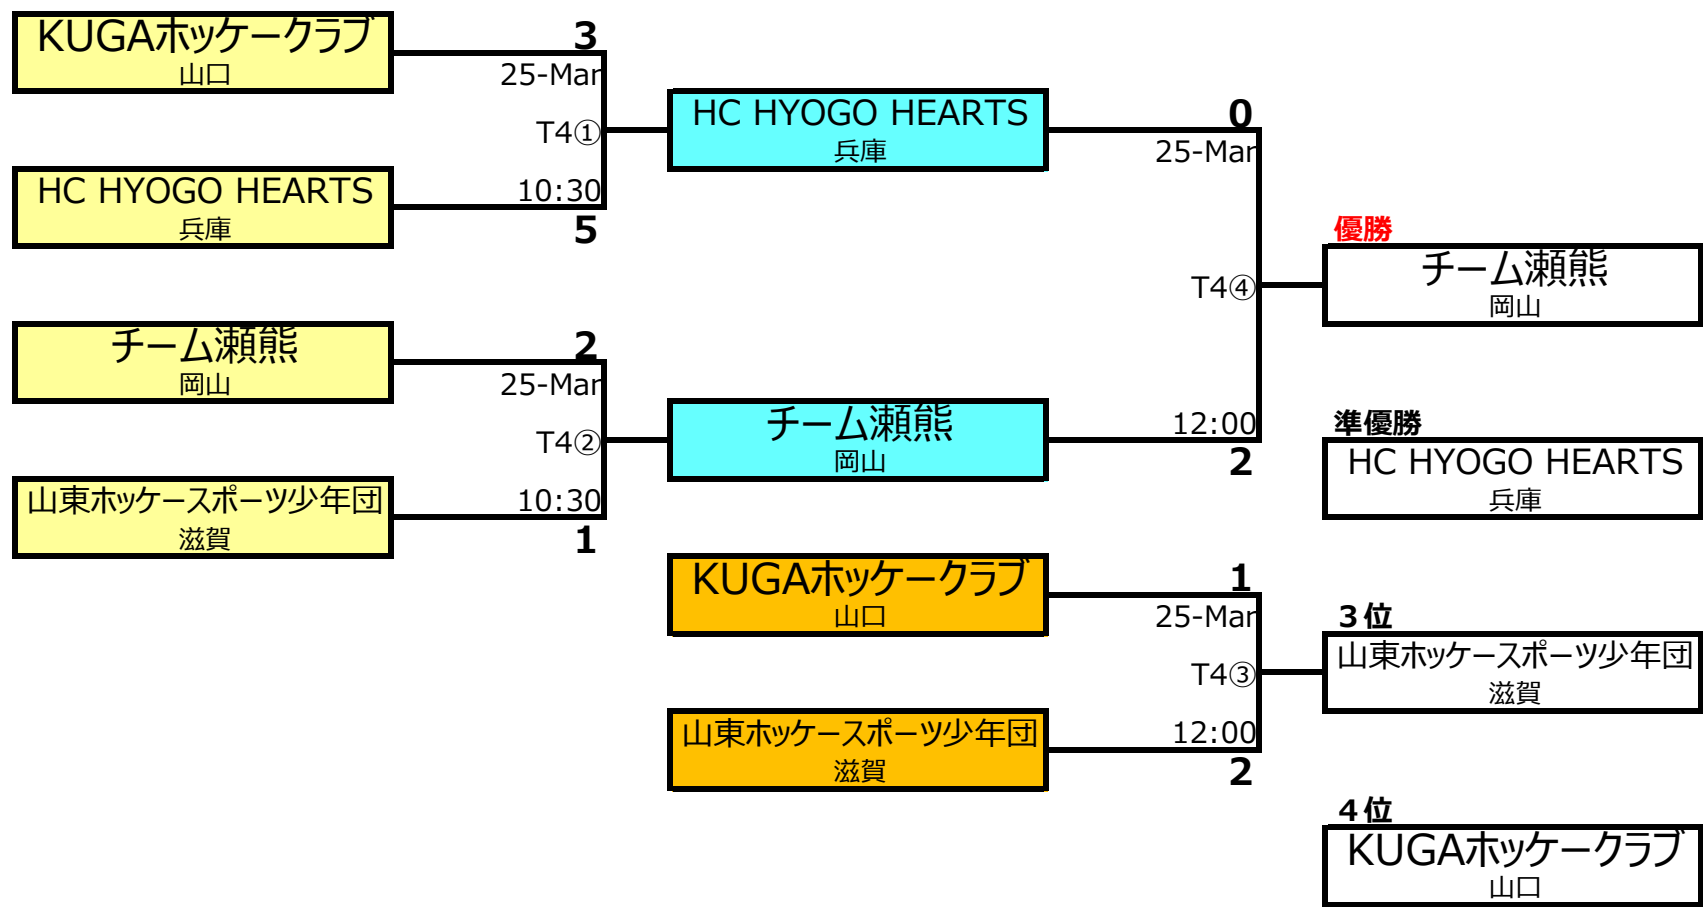 KUGAホッケークラブ
山口
3
25-Mar
T4①
10:30
HC HYOGO HEARTS
兵庫
5
チーム瀬熊
岡山
2
25-Mar
T4②
10:30
山東ホッケースポーツ少年団
滋賀
1
HC HYOGO HEARTS
兵庫
0
25-Mar
T4④
12:00
チーム瀬熊
岡山
2
KUGAホッケークラブ
山口
1
25-Mar
T4③
12:00
山東ホッケースポーツ少年団
滋賀
2
優勝
チーム瀬熊
岡山
準優勝
HC HYOGO HEARTS
兵庫
３位
山東ホッケースポーツ少年団
滋賀
４位
KUGAホッケークラブ
山口